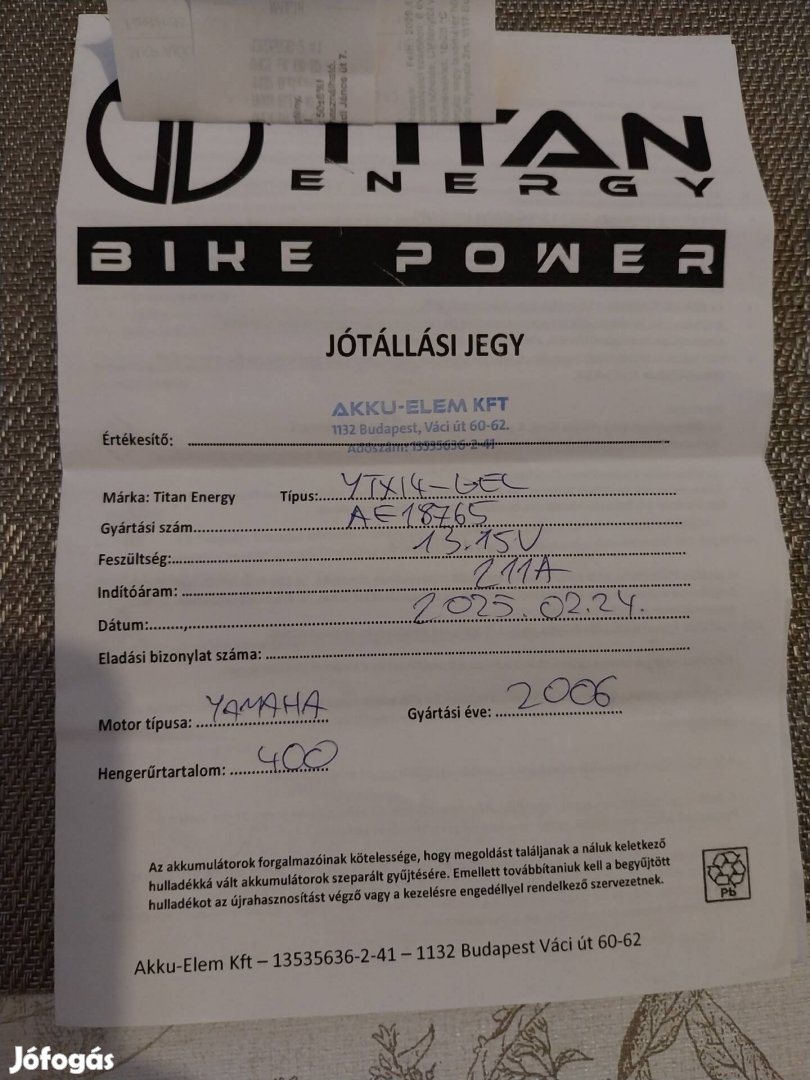 TITAN
ENERGY
BIKE POWER
JÓTÁLLÁSI JEGY
AKKU-ELEM KFT
1132 Budapest, Váci út 60-62.
Értékesítő:
Adószám: 13535636-2-41
Márka: Titan Energy Típus: YTX14-GEL
Gyártási szám AE18765
Feszültség: 13.15V
Indítóáram: 211A
Dátum: 2025.02.24.
Eladási bizonylat száma:
Motor típusa: YAMAHA Gyártási éve: 2006
Hengerűrtartalom: 400
Az akkumulátorok forgalmazóinak kötelessége, hogy megoldást találjanak a náluk keletkező
hulladékká vált akkumulátorok szeparált gyűjtésére. Emellett továbbítaniuk kell a begyűjtött
hulladékot az újrahasznosítást végző vagy a kezelésre engedéllyel rendelkező szervezetnek.
Pb
Akku-Elem Kft – 13535636-2-41 – 1132 Budapest Váci út 60-62
Jófogás